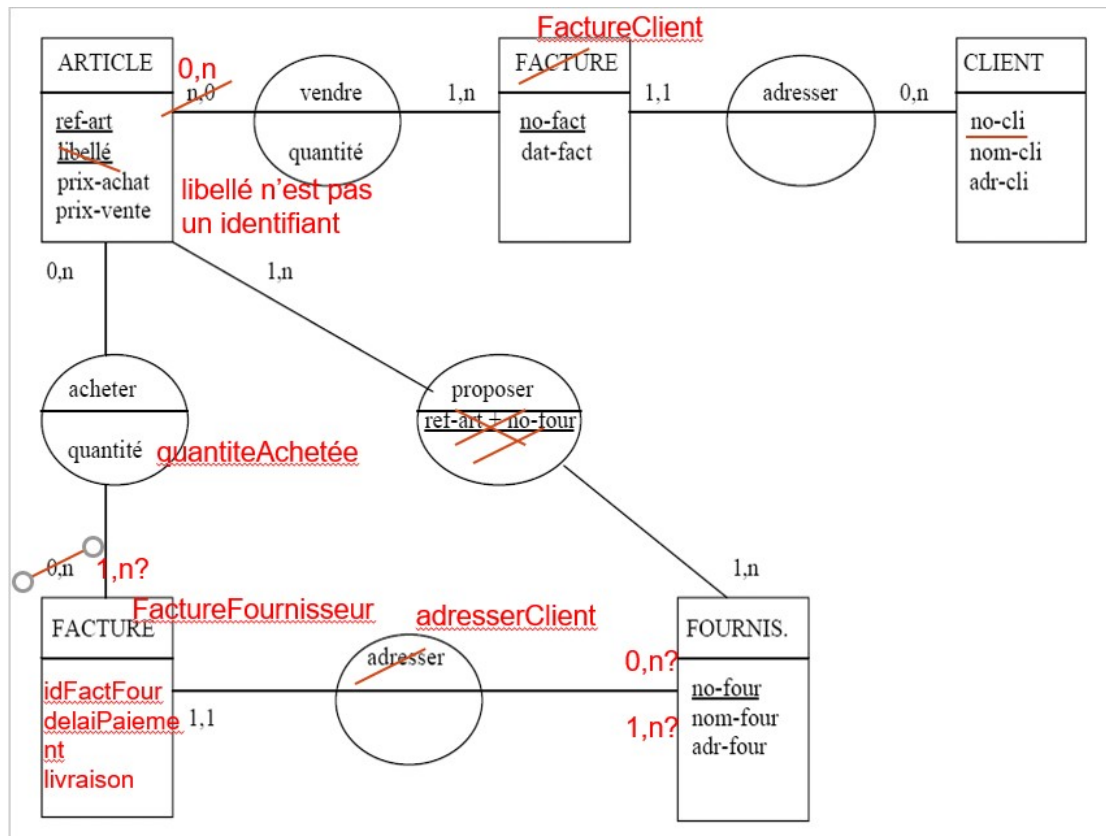 FactureClient
ARTICLE
0,n
n,0
vendre
quantité
1,n
FACTURE
1,1
adresser
0,n
CLIENT
ref-art
libellé
prix-achat
prix-vente
no-fact
dat-fact
no-cli
nom-cli
adr-cli
libellé n’est pas
un identifiant
0,n
1,n
acheter
quantité
quantiteAchetée
proposer
ref-art + no-four
0,n
1,n?
1,n
FACTURE
FactureFournisseur
adresserClient
adresser
FOURNIS.
0,n?
idFactFour
delaiPaieme
nt
livraison
1,1
1,n?
no-four
nom-four
adr-four